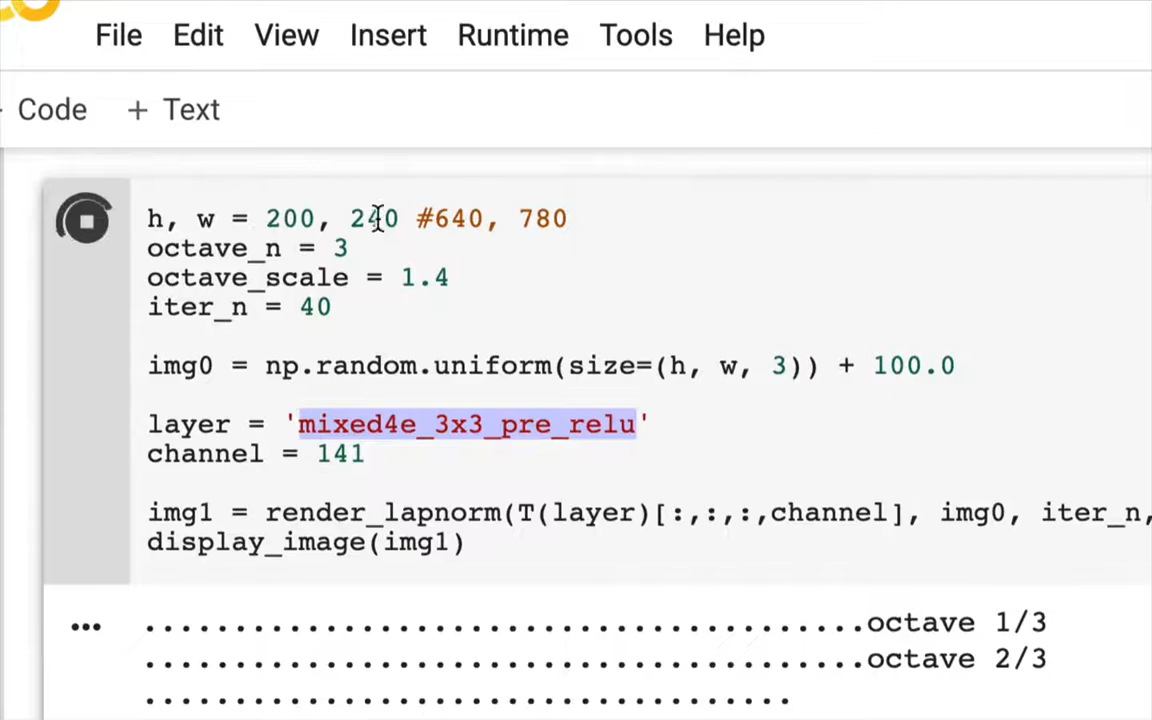 File Edit View Insert Runtime Tools Help
Code + Text
h, w = 200, 240 #640, 780
octave_n = 3
octave_scale = 1.4
iter_n = 40
img0 = np.random.uniform(size=(h, w, 3)) + 100.0
layer = 'mixed4e_3x3_pre_relu'
channel = 141
img1 = render_lapnorm(T(layer)[:,:,:,channel], img0, iter_n,
display_image(img1)
... .........................................octave 1/3
.........................................octave 2/3
.....................................